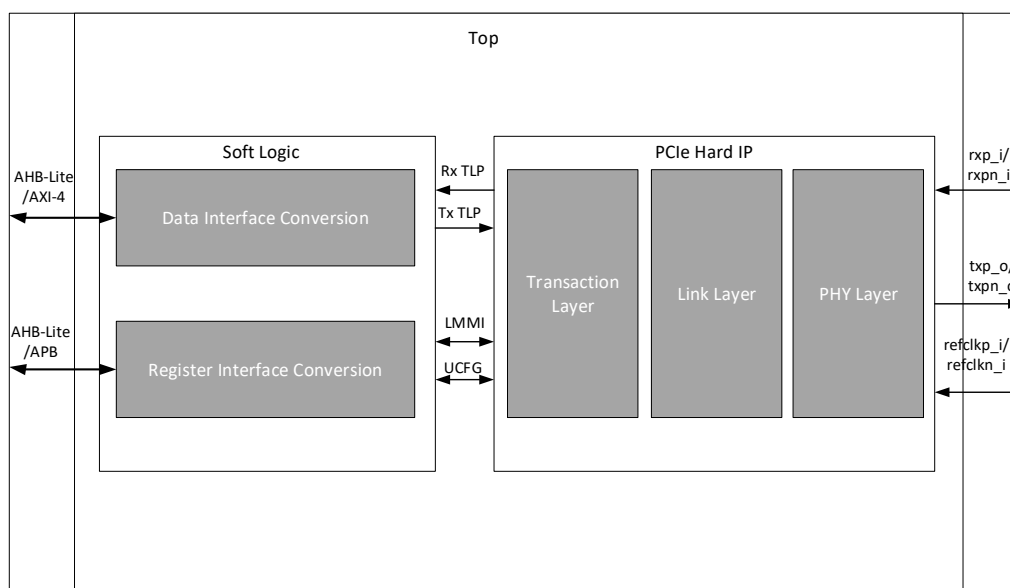 Top
Soft Logic
PCIe Hard IP
AHB-Lite
/AXI-4
Data Interface Conversion
Rx TLP
Tx TLP
Transaction
Layer
Link Layer
PHY Layer
rxp_i/
rxpn_i
txp_o/
txpn_o
AHB-Lite
/APB
Register Interface Conversion
LMMI
UCFG
refclkp_i/
refclkn_i